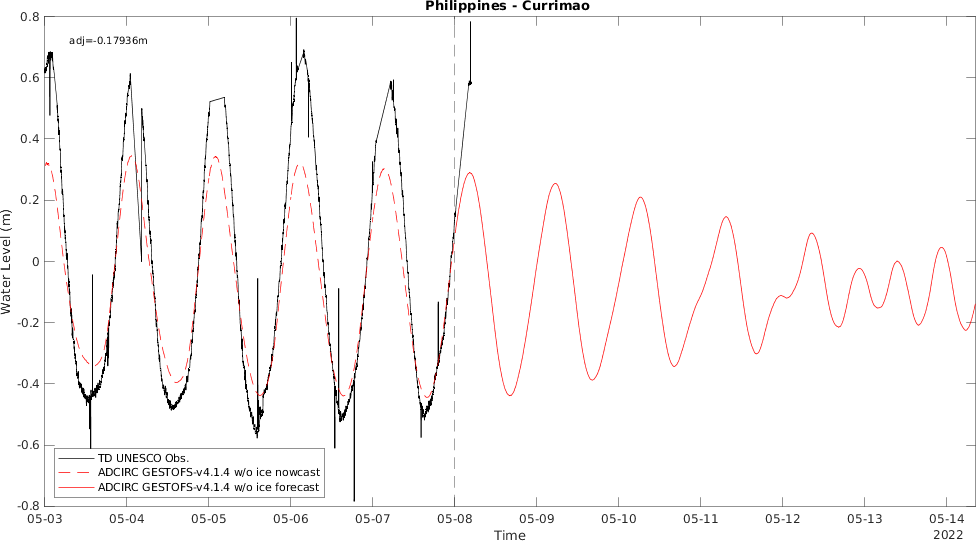 Philippines - Currimao
adj=-0.17936m
0.8
0.6
0.4
0.2
0
-0.2
-0.4
-0.6
-0.8
Water Level (m)
TD UNESCO Obs.
ADCIRC GESTOFS-v4.1.4 w/o ice nowcast
ADCIRC GESTOFS-v4.1.4 w/o ice forecast
05-03 05-04 05-05 05-06 05-07 05-08 05-09 05-10 05-11 05-12 05-13 05-14
Time
2022